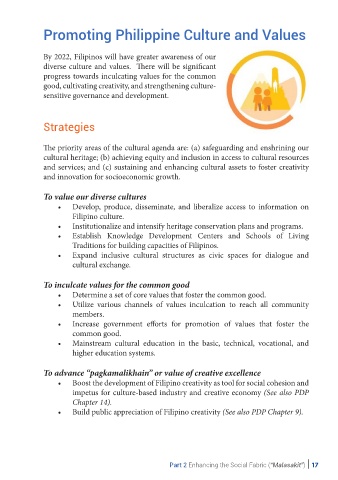 Promoting Philippine Culture and Values
By 2022, Filipinos will have greater awareness of our
diverse culture and values. There will be significant
progress towards inculcating values for the common
good, cultivating creativity, and strengthening culture-
sensitive governance and development.
Strategies
The priority areas of the cultural agenda are: (a) safeguarding and enshrining our
cultural heritage; (b) achieving equity and inclusion in access to cultural resources
and services; and (c) sustaining and enhancing cultural assets to foster creativity
and innovation for socioeconomic growth.
To value our diverse cultures
• Develop, produce, disseminate, and liberalize access to information on
Filipino culture.
• Institutionalize and intensify heritage conservation plans and programs.
• Establish Knowledge Development Centers and Schools of Living
Traditions for building capacities of Filipinos.
• Expand inclusive cultural structures as civic spaces for dialogue and
cultural exchange.
To inculcate values for the common good
• Determine a set of core values that foster the common good.
• Utilize various channels of values inculcation to reach all community
members.
• Increase government efforts for promotion of values that foster the
common good.
• Mainstream cultural education in the basic, technical, vocational, and
higher education systems.
To advance “pagkamalikhain” or value of creative excellence
• Boost the development of Filipino creativity as tool for social cohesion and
impetus for culture-based industry and creative economy (See also PDP
Chapter 14).
• Build public appreciation of Filipino creativity (See also PDP Chapter 9).
Part 2 Enhancing the Social Fabric (“Malasakit”) | 17